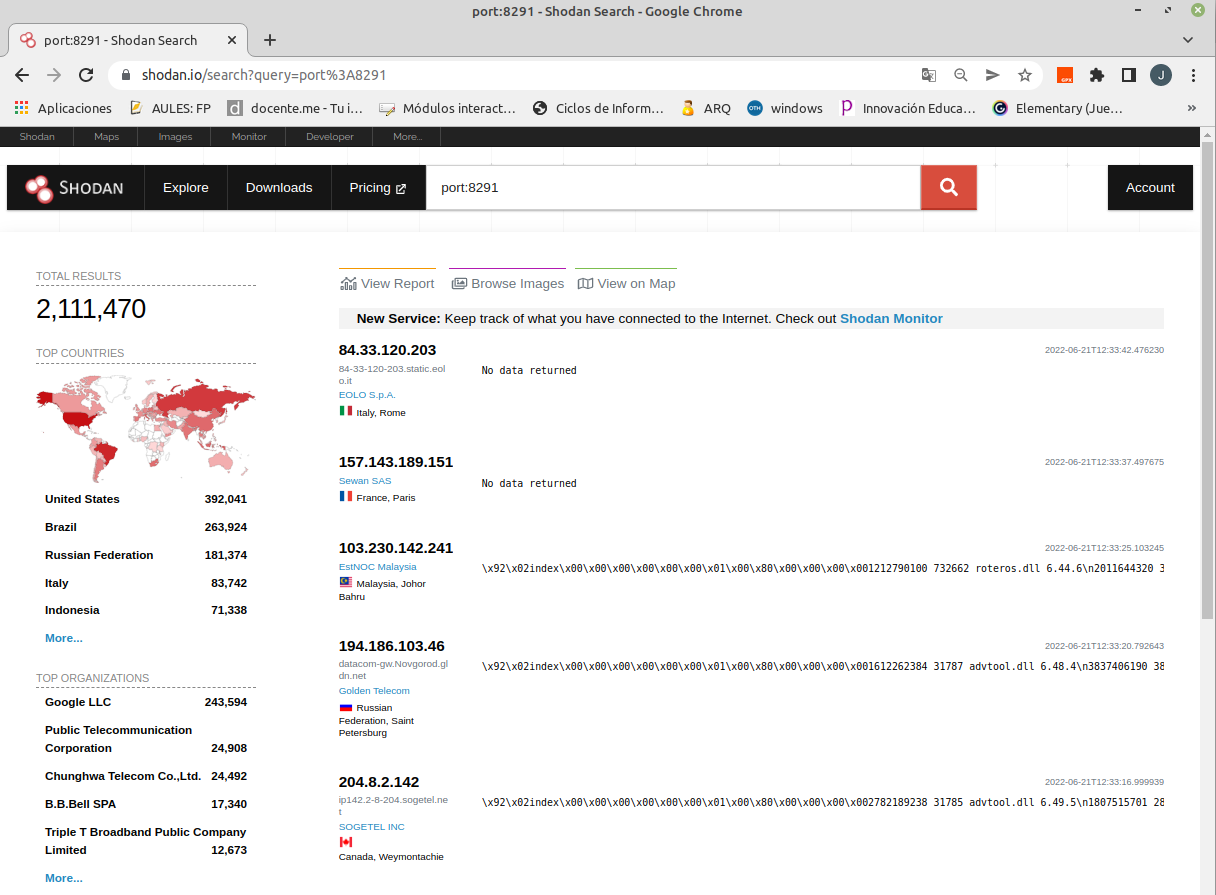 port:8291 - Shodan Search - Google Chrome
port:8291 - Shodan Search
shodan.io/search?query=port%3A8291
J
Aplicaciones
AULES: FP
docente.me - Tu i...
Módulos interact...
Ciclos de Inform...
ARQ
windows
Innovación Educa...
Elementary (Jue...
Shodan
Maps
Images
Monitor
Developer
More...
SHODAN
Explore
Downloads
Pricing
port:8291
Account
TOTAL RESULTS
2,111,470
TOP COUNTRIES
United States 392,041
Brazil 263,924
Russian Federation 181,374
Italy 83,742
Indonesia 71,338
More...
TOP ORGANIZATIONS
Google LLC 243,594
Public Telecommunication
Corporation 24,908
Chunghwa Telecom Co.,Ltd. 24,492
B.B.Bell SPA 17,340
Triple T Broadband Public Company
Limited 12,673
More...
View Report
Browse Images
View on Map
New Service: Keep track of what you have connected to the Internet. Check out Shodan Monitor
84.33.120.203
2022-06-21T12:33:42.476230
84-33-120-203.static.eol
o.it
EOLO S.p.A.
Italy, Rome
No data returned
157.143.189.151
2022-06-21T12:33:37.497675
Sewan SAS
France, Paris
No data returned
103.230.142.241
2022-06-21T12:33:25.103245
EstNOC Malaysia
Malaysia, Johor
Bahru
\x92\x02index\x00\x00\x00\x00\x00\x00\x01\x00\x80\x00\x00\x00\x001212790100 732662 roteros.dll 6.44.6\n2011644320 3
194.186.103.46
2022-06-21T12:33:20.792643
datacom-gw.Novgorod.gl
dn.net
Golden Telecom
Russian
Federation, Saint
Petersburg
\x92\x02index\x00\x00\x00\x00\x00\x00\x01\x00\x80\x00\x00\x00\x001612262384 31787 advtool.dll 6.48.4\n3837406190 38
204.8.2.142
2022-06-21T12:33:16.999939
ip142.2-8-204.sogetel.ne
t
SOGETEL INC
Canada, Weymontachie
\x92\x02index\x00\x00\x00\x00\x00\x00\x01\x00\x80\x00\x00\x00\x002782189238 31785 advtool.dll 6.49.5\n1807515701 28